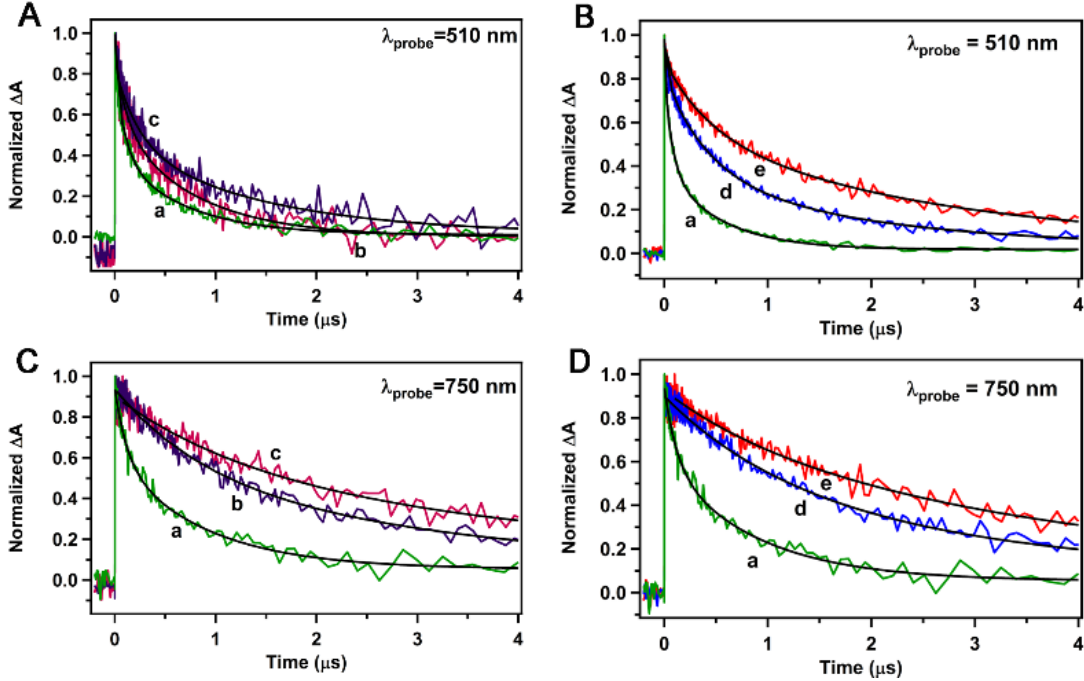 A
λprobe=510 nm
Normalized ΔA
1.0
0.8
0.6
0.4
0.2
0.0
c
a
b
0
1
2
3
4
Time (μs)
B
λprobe = 510 nm
Normalized ΔA
1.0
0.8
0.6
0.4
0.2
0.0
e
d
a
0
1
2
3
4
Time (μs)
C
λprobe=750 nm
Normalized ΔA
1.0
0.8
0.6
0.4
0.2
0.0
c
b
a
0
1
2
3
4
Time (μs)
D
λprobe = 750 nm
Normalized ΔA
1.0
0.8
0.6
0.4
0.2
0.0
e
d
a
0
1
2
3
4
Time (μs)